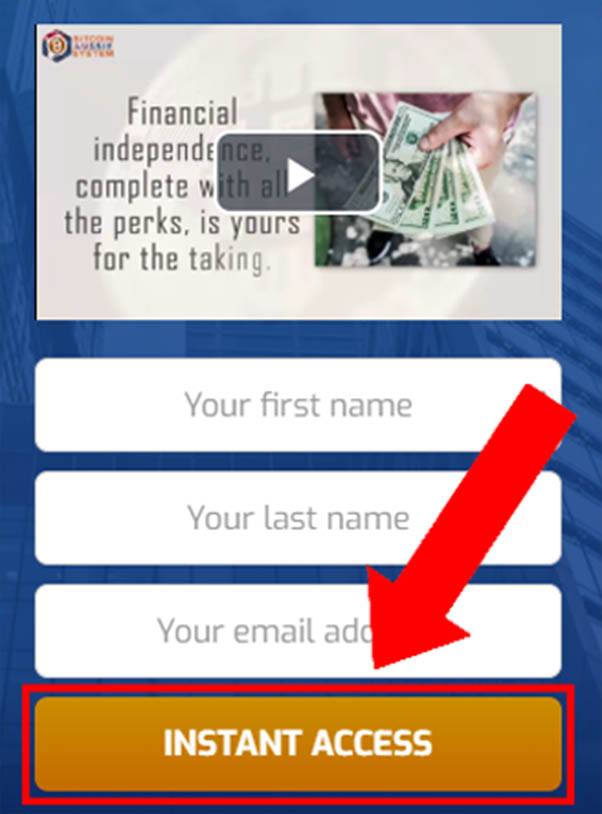 BITCOIN
AUSSIE
SYSTEM
Financial
independence,
complete with all
the perks, is yours
for the taking.
Your first name
Your last name
Your email add
INSTANT ACCESS